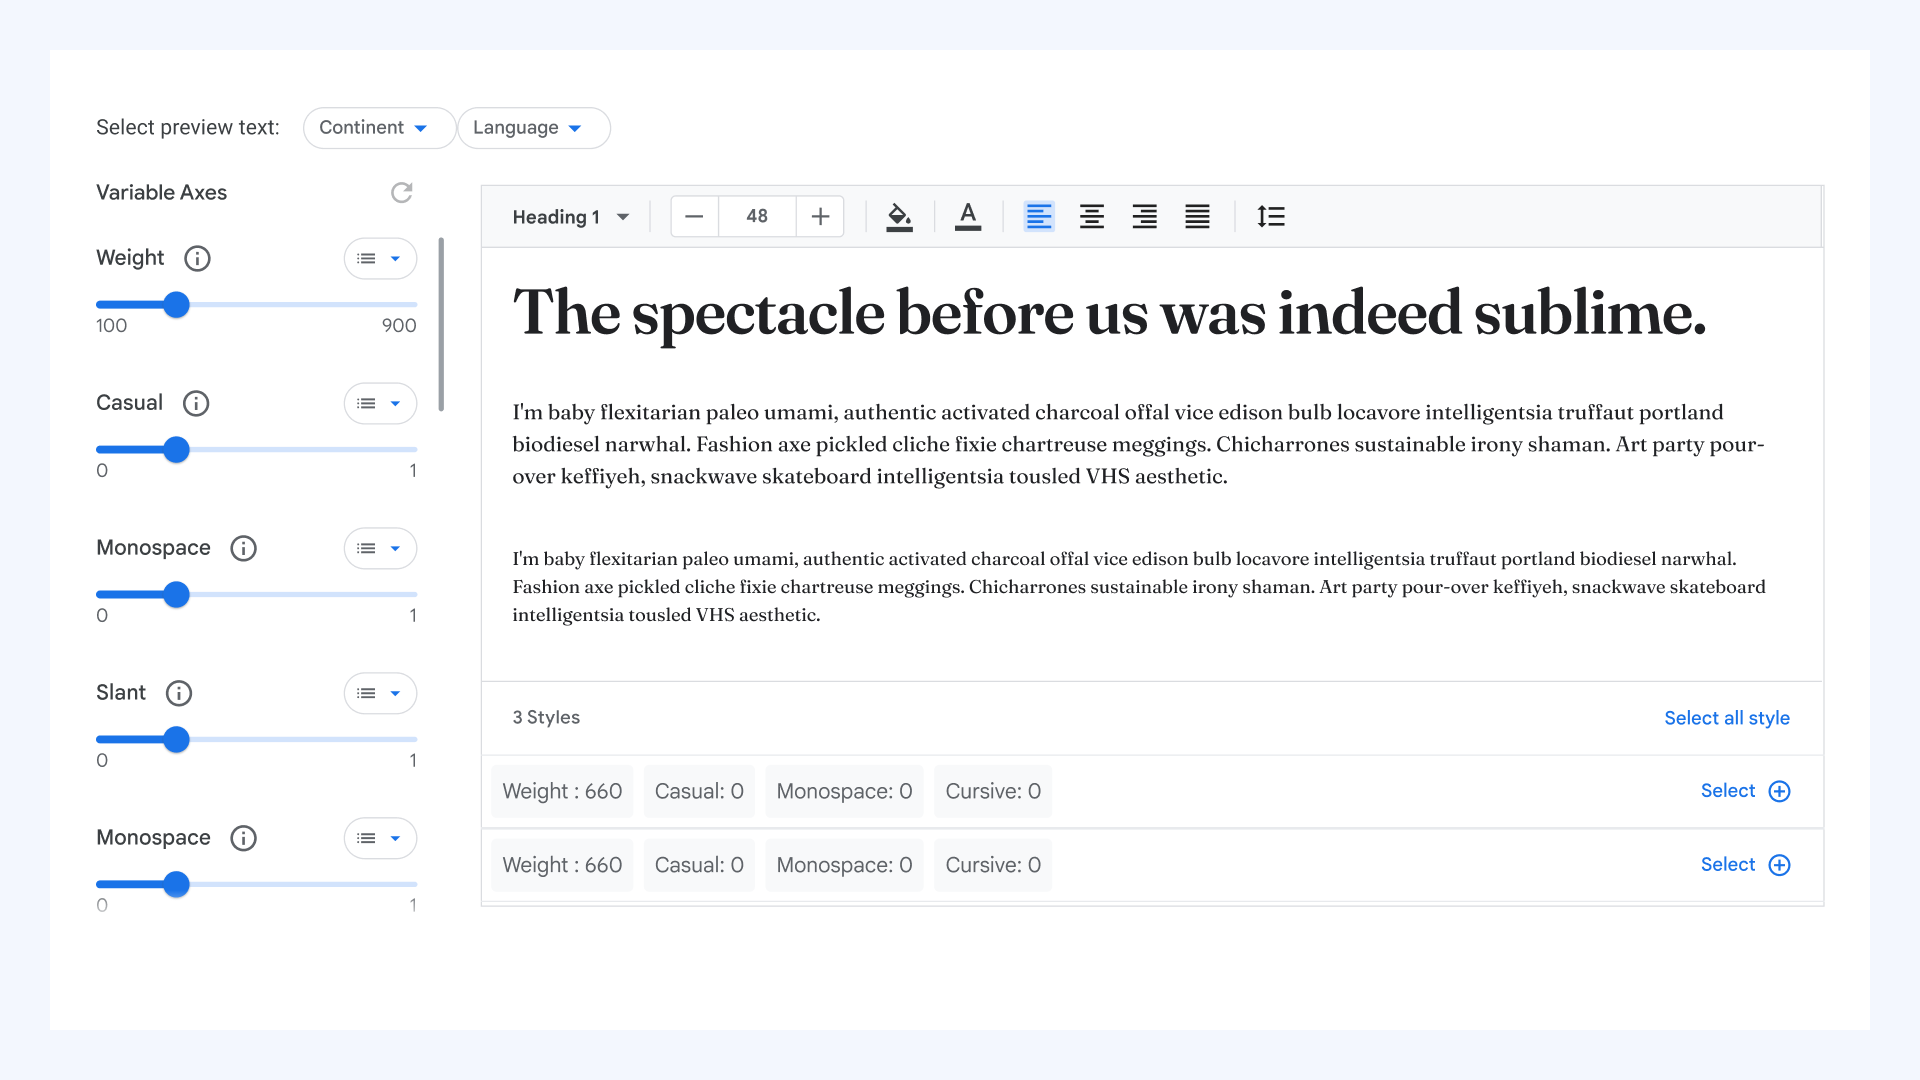 Select preview text:
Continent
Language
Variable Axes
Weight
100
900
Casual
0
1
Monospace
0
1
Slant
0
1
Monospace
0
1
Heading 1
48
A
The spectacle before us was indeed sublime.
I'm baby flexitarian paleo umami, authentic activated charcoal offal vice edison bulb locavore intelligentsia truffaut portland
biodiesel narwhal. Fashion axe pickled cliche fixie chartreuse meggings. Chicharrones sustainable irony shaman. Art party pour-
over keffiyeh, snackwave skateboard intelligentsia tousled VHS aesthetic.
I'm baby flexitarian paleo umami, authentic activated charcoal offal vice edison bulb locavore intelligentsia truffaut portland biodiesel narwhal.
Fashion axe pickled cliche fixie chartreuse meggings. Chicharrones sustainable irony shaman. Art party pour-over keffiyeh, snackwave skateboard
intelligentsia tousled VHS aesthetic.
3 Styles
Select all style
Weight : 660
Casual: 0
Monospace: 0
Cursive: 0
Select
Weight : 660
Casual: 0
Monospace: 0
Cursive: 0
Select